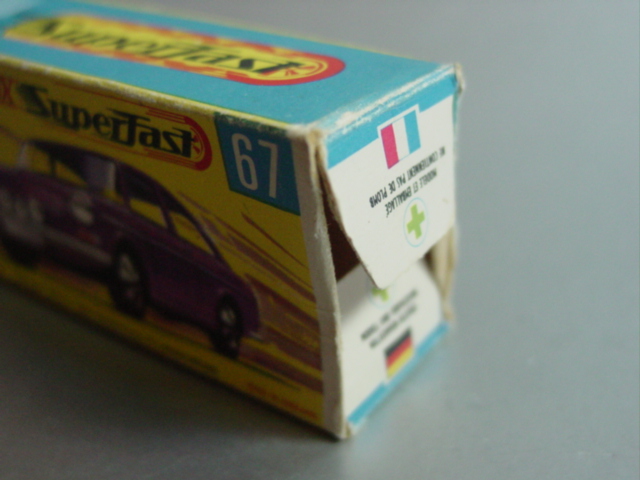 Superfast
X Superfast
67
MODELE ET EMBALLAGE
NE CONTIENNENT PAS DE PLOMB